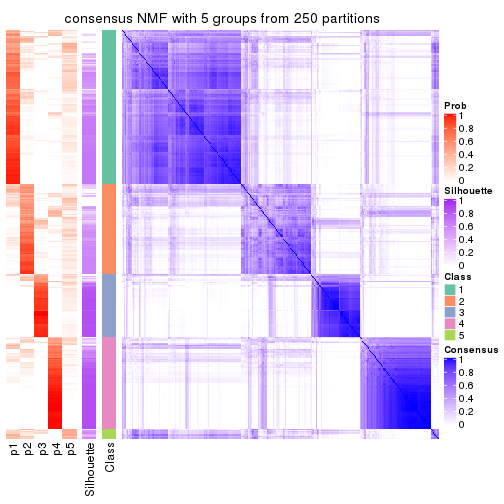 consensus NMF with 5 groups from 250 partitions
p1
p2
p3
p4
p5
Silhouette
Class
Prob
1
0.8
0.6
0.4
0.2
0
Silhouette
1
0.8
0.6
0.4
0.2
0
Class
1
2
3
4
5
Consensus
1
0.8
0.6
0.4
0.2
0